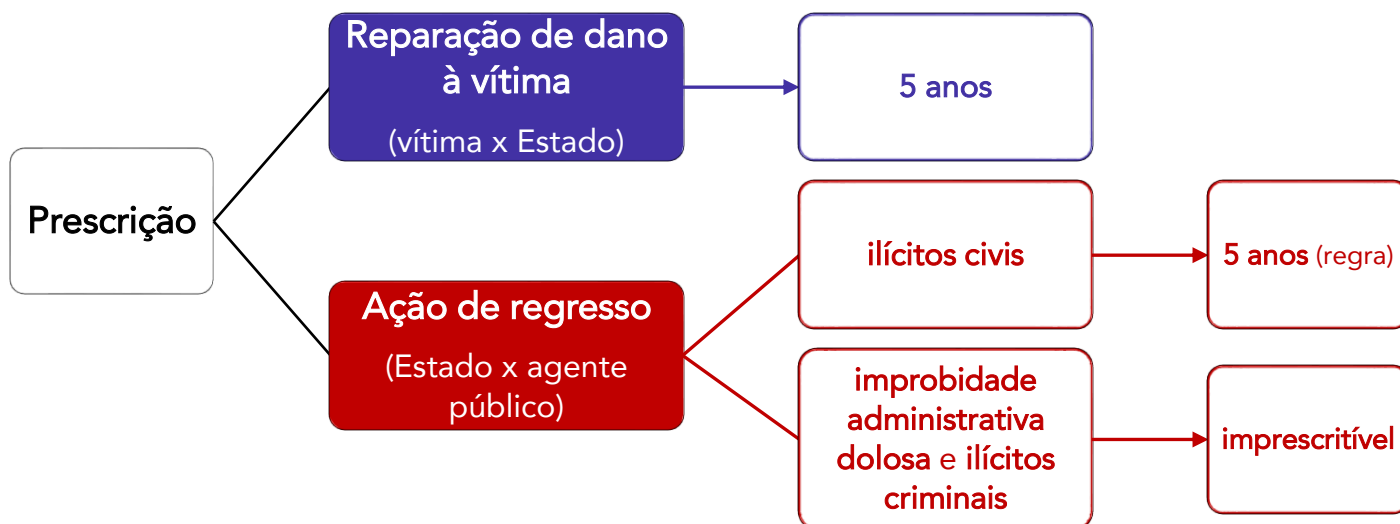 Reparação de dano
à vítima
(vítima x Estado)
5 anos
Prescrição
ilícitos civis
5 anos (regra)
Ação de regresso
(Estado x agente
público)
improbidade
administrativa
dolosa e ilícitos
criminais
imprescritível